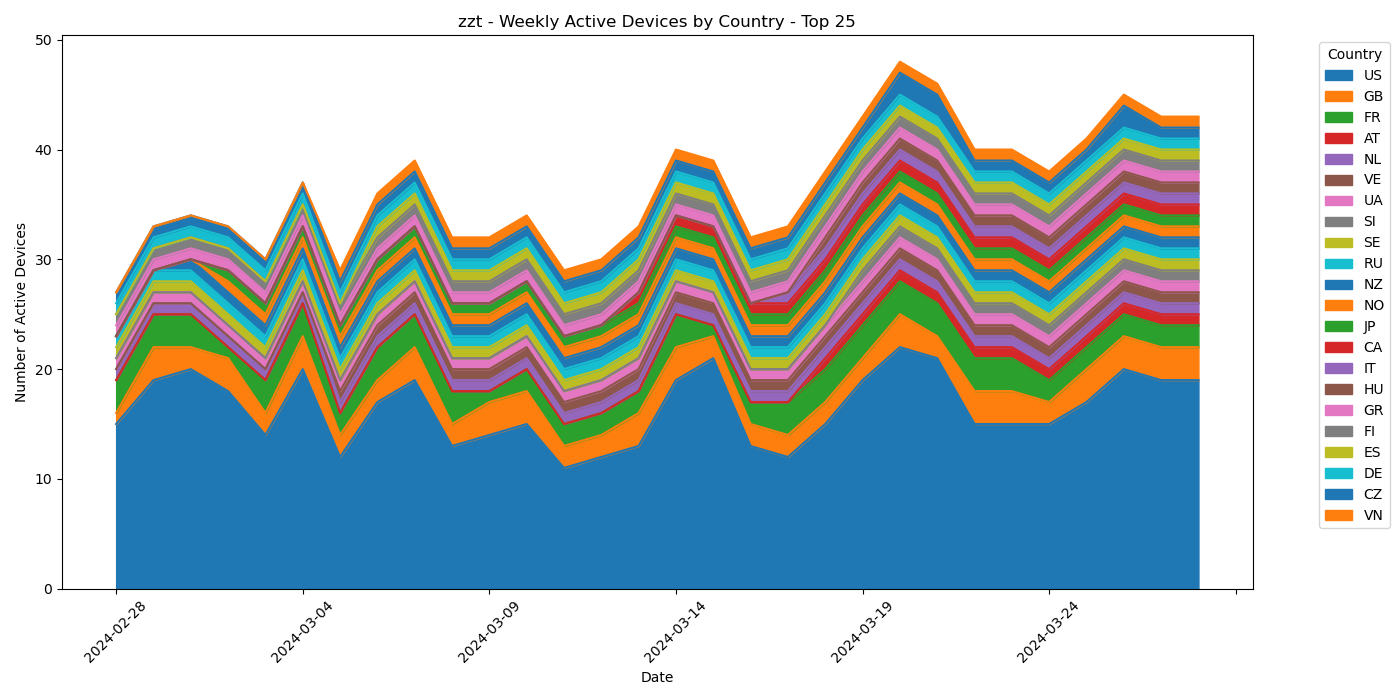 zzt - Weekly Active Devices by Country - Top 25
50
40
30
20
10
0
Number of Active Devices
2024-02-28
2024-03-04
2024-03-09
2024-03-14
2024-03-19
2024-03-24
Date
Country
US
GB
FR
AT
NL
VE
UA
SI
SE
RU
NZ
NO
JP
CA
IT
HU
GR
FI
ES
DE
CZ
VN